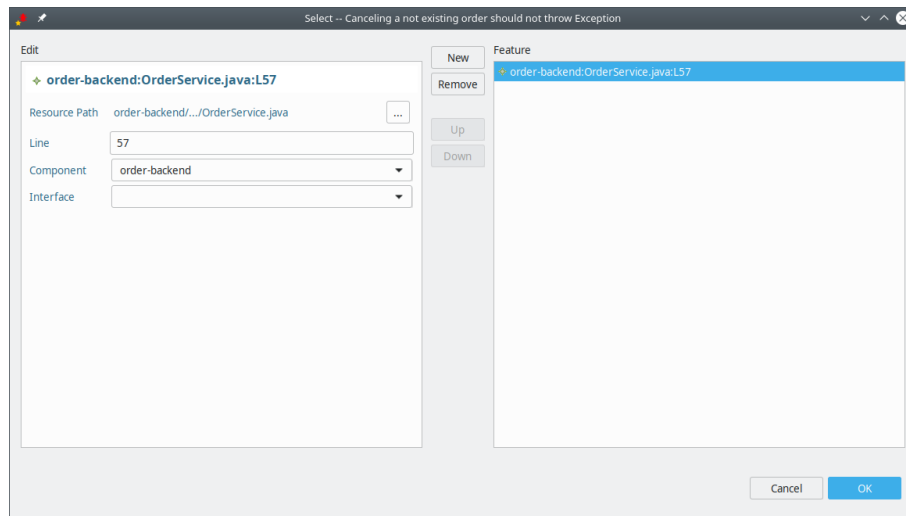 Select -- Canceling a not existing order should not throw Exception
Edit
order-backend:OrderService.java:L57
Resource Path order-backend/.../OrderService.java ...
Line 57
Component order-backend
Interface
New
Remove
Up
Down
Feature
order-backend:OrderService.java:L57
Cancel OK